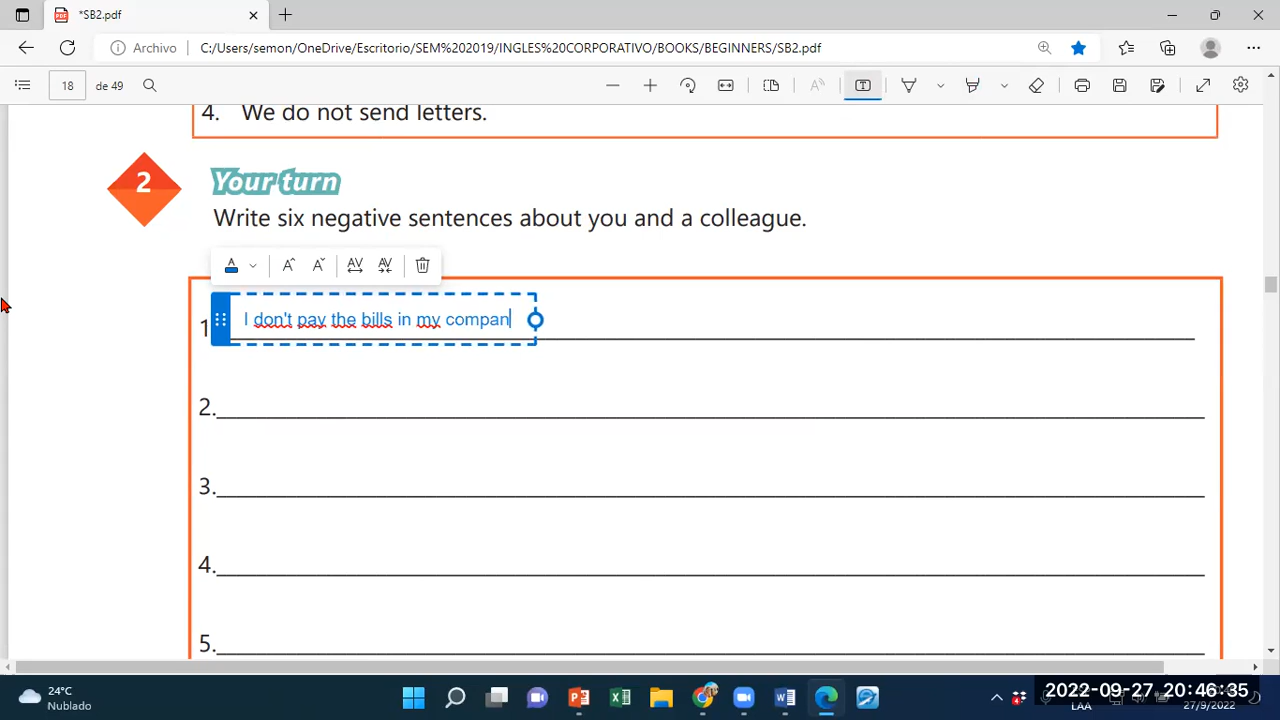 *SB2.pdf
Archivo
C:/Users/semon/OneDrive/Escritorio/SEM%202019/INGLES%20CORPORATIVO/BOOKS/BEGINNERS/SB2.pdf
18
de 49
4. We do not send letters.
2
Your turn
Write six negative sentences about you and a colleague.
1 I don't pay the bills in my compan
2.
3.
4.
5.
24°C
Nublado
2022-09-27 20:46:35
LAA
27/9/2022